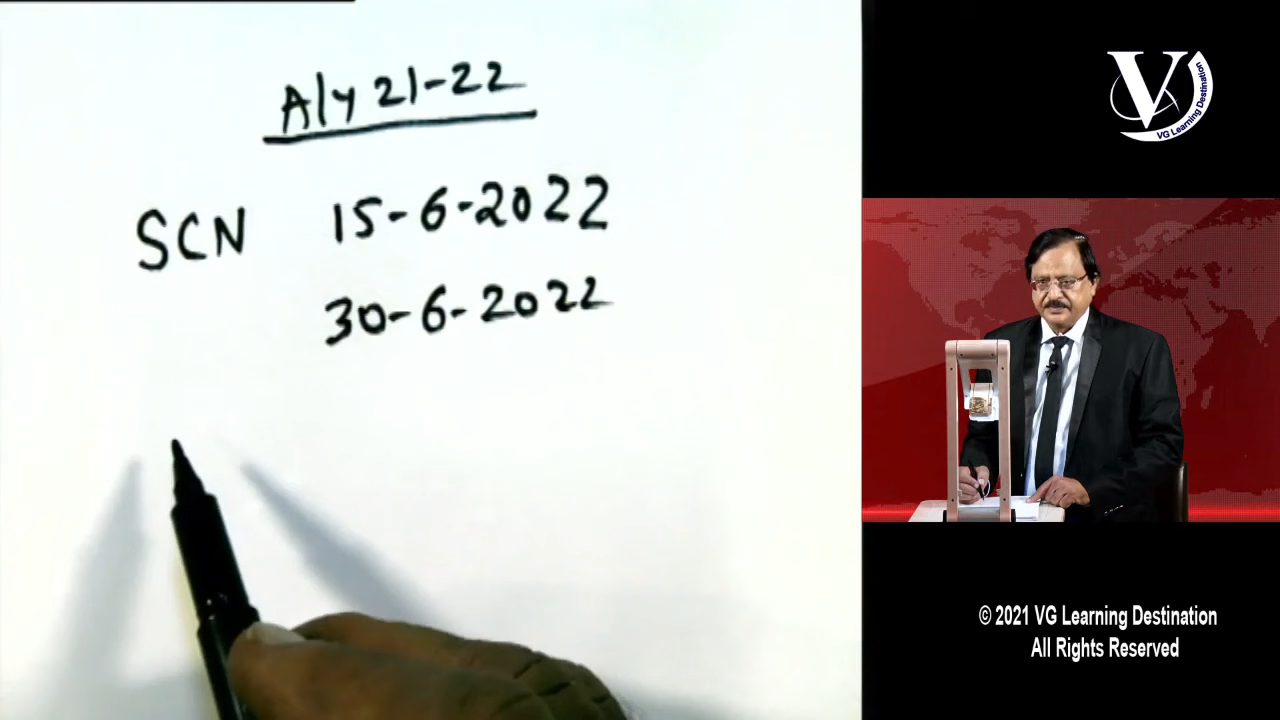 A/y 21-22
SCN 15-6-2022
30-6-2022
V
VG Learning Destination
© 2021 VG Learning Destination
All Rights Reserved